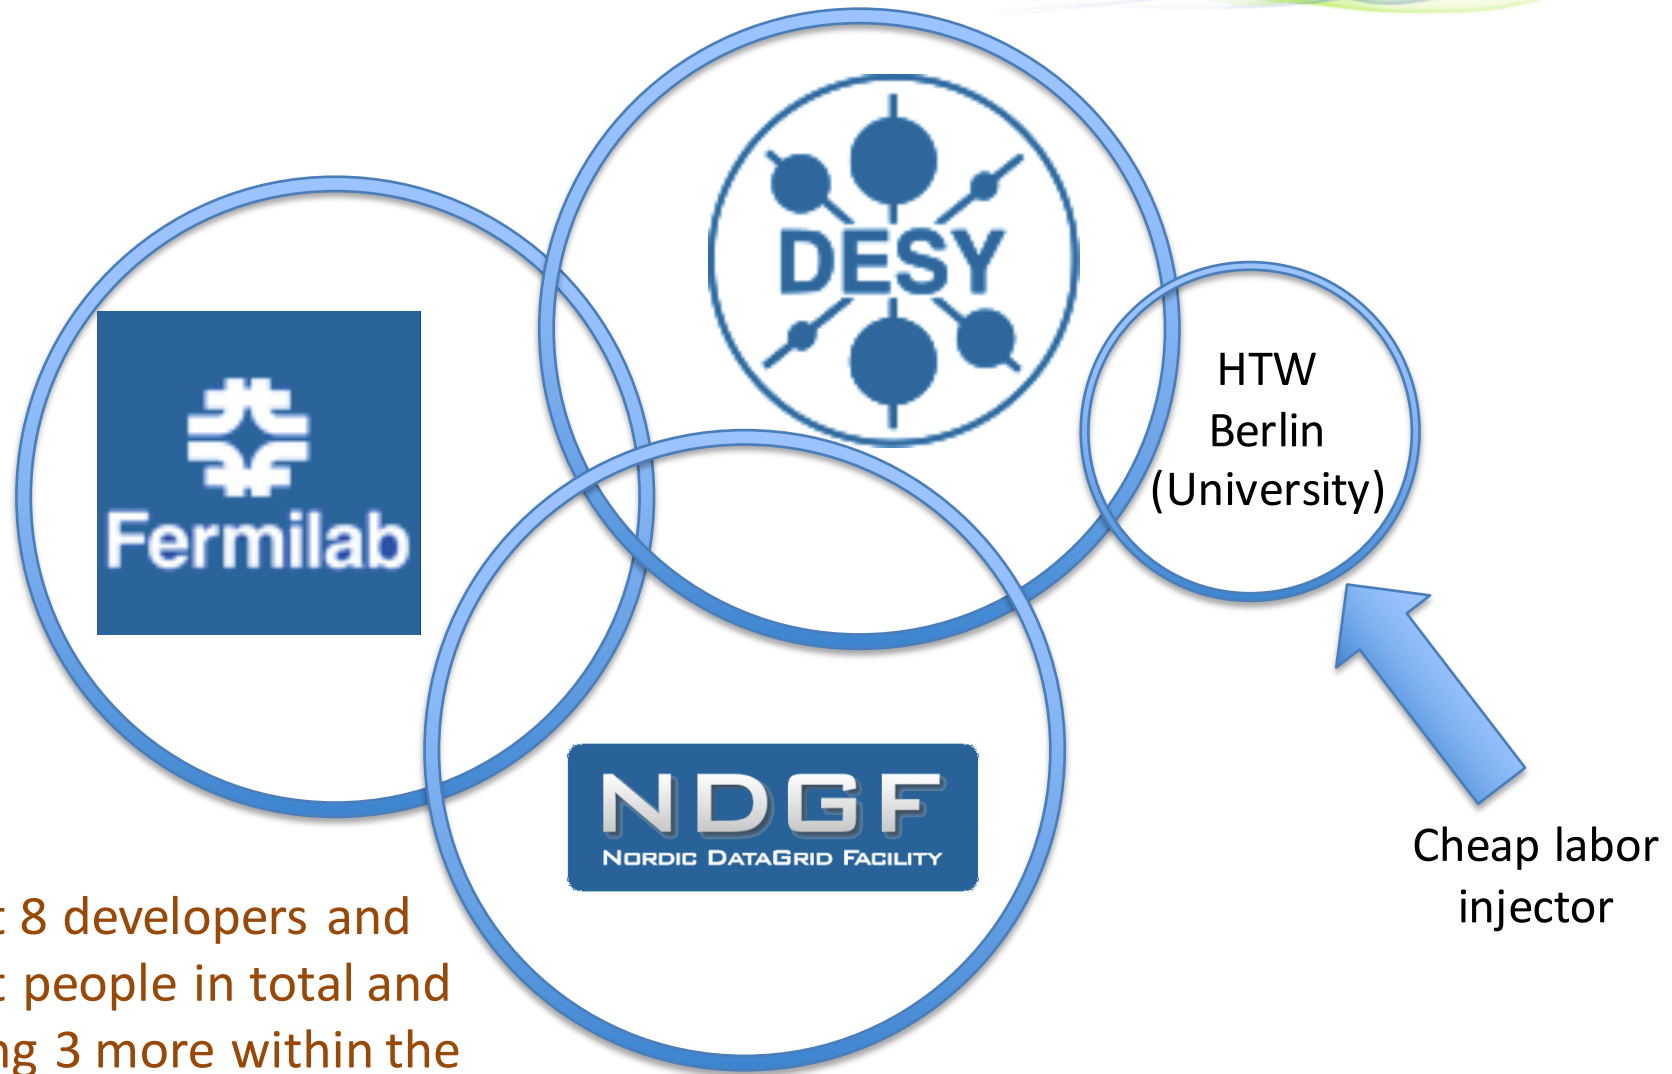 DESY
HTW
Berlin
(University)
Fermilab
NDGF
NORDIC DATAGRID FACILITY
Cheap labor
injector
8 developers and
people in total and
3 more within the